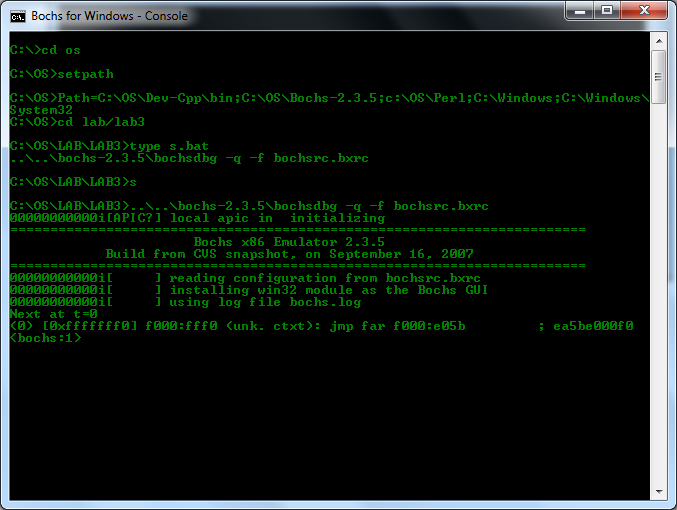 Bochs for Windows - Console
C:\>cd os
C:\OS>setpath
C:\OS>Path=C:\OS\Dev-Cpp\bin;C:\OS\Bochs-2.3.5;c:\OS\Perl;C:\Windows;C:\Windows\
System32
C:\OS>cd lab/lab3
C:\OS\LAB\LAB3>type s.bat
..\..\bochs-2.3.5\bochsdbg -q -f bochsrc.bxrc
C:\OS\LAB\LAB3>s
C:\OS\LAB\LAB3>..\..\bochs-2.3.5\bochsdbg -q -f bochsrc.bxrc
00000000000i[APIC?] local apic in  initializing
========================================================================
Bochs x86 Emulator 2.3.5
Build from CVS snapshot, on September 16, 2007
========================================================================
00000000000i[     ] reading configuration from bochsrc.bxrc
00000000000i[     ] installing win32 module as the Bochs GUI
00000000000i[     ] using log file bochs.log
Next at t=0
(0) [0xfffffff0] f000:fff0 (unk. ctxt): jmp far f000:e05b         ; ea5be000f0
<bochs:1>